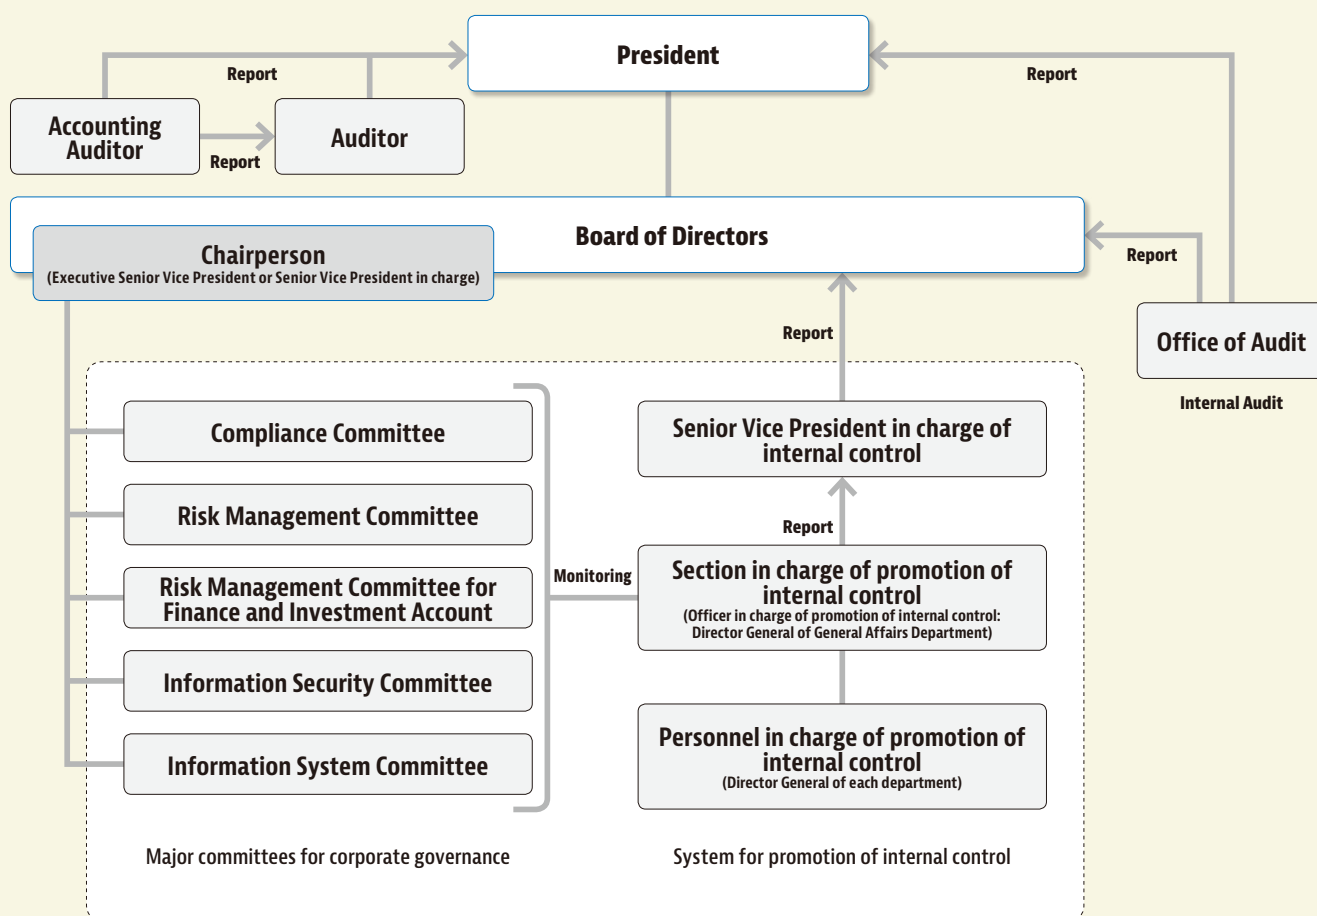 President
Report
Report
Accounting
Auditor
Auditor
Report
Board of Directors
Chairperson
(Executive Senior Vice President or Senior Vice President in charge)
Report
Office of Audit
Internal Audit
Report
Compliance Committee
Risk Management Committee
Risk Management Committee for
Finance and Investment Account
Information Security Committee
Information System Committee
Major committees for corporate governance
Monitoring
Senior Vice President in charge of
internal control
Report
Section in charge of promotion of
internal control
(Officer in charge of promotion of internal control:
Director General of General Affairs Department)
Personnel in charge of promotion of
internal control
(Director General of each department)
System for promotion of internal control